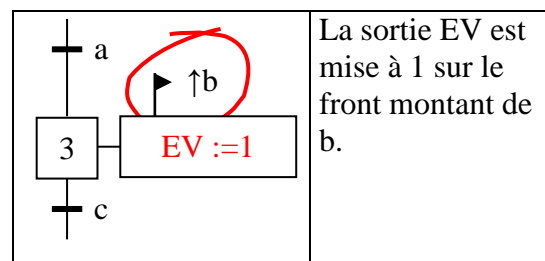 a
↑b
3
EV :=1
c
La sortie EV est
mise à 1 sur le
front montant de
b.